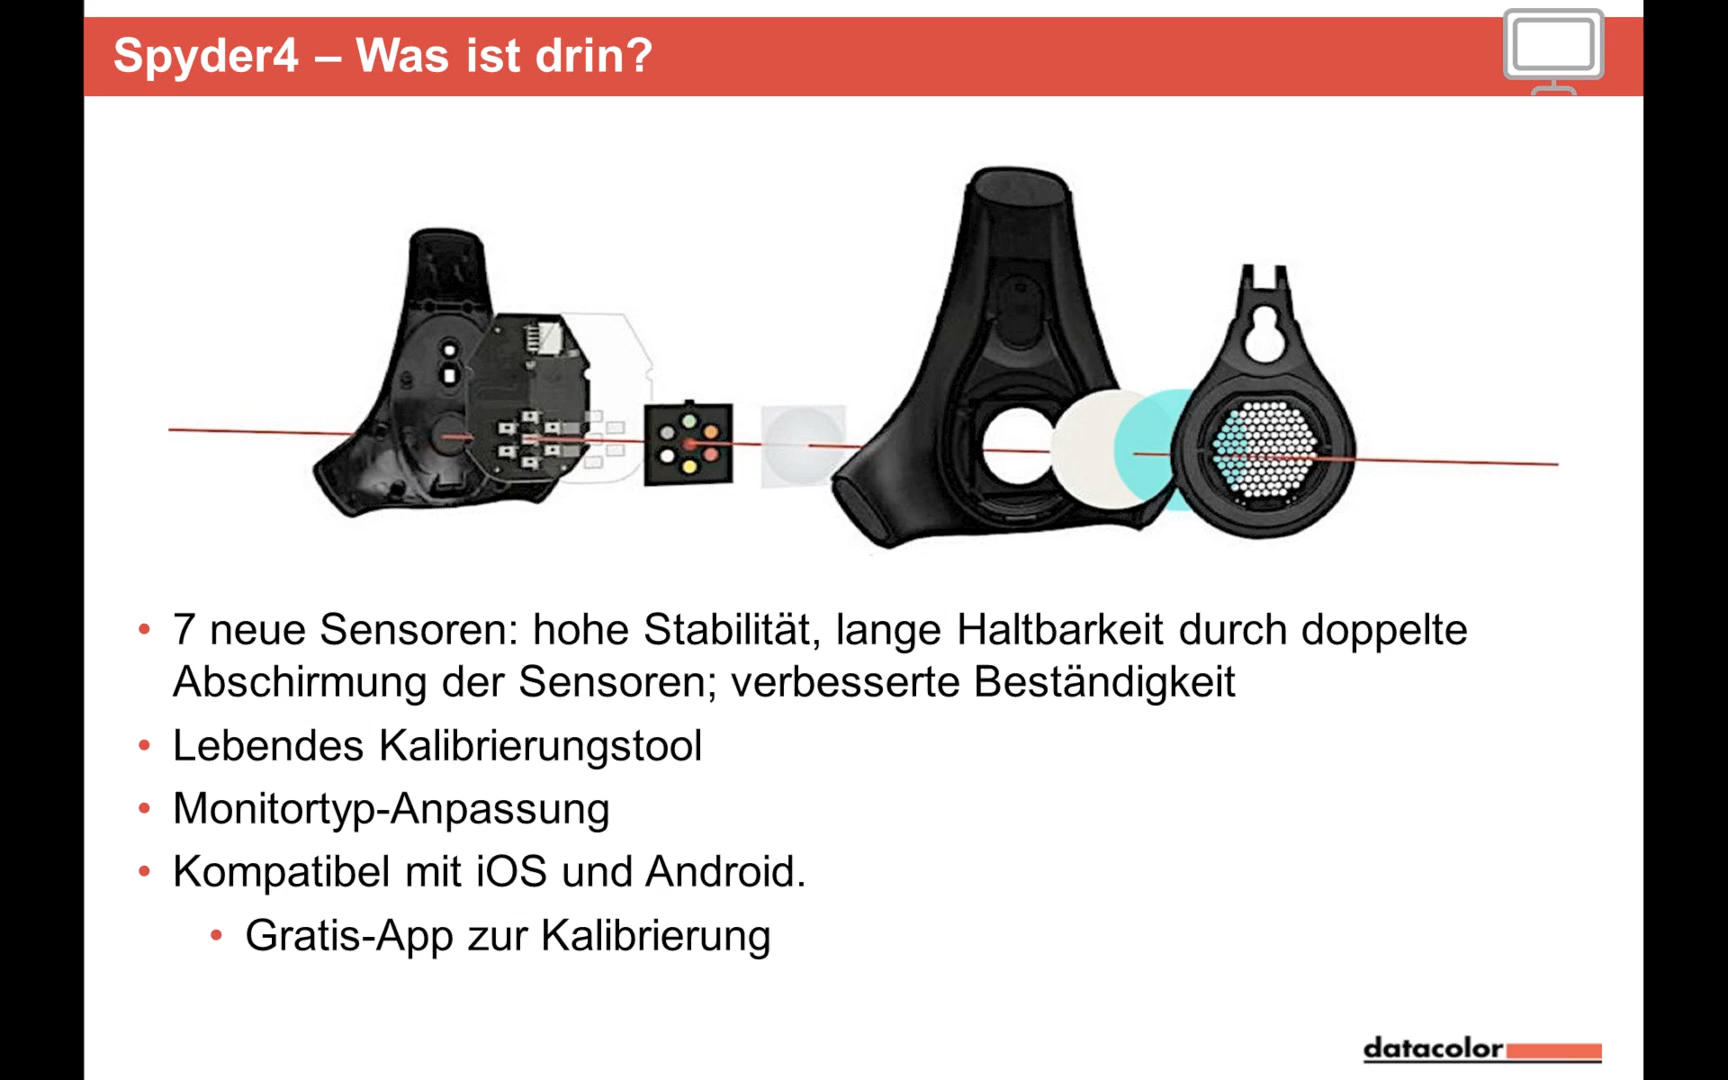 Spyder4 – Was ist drin?
• 7 neue Sensoren: hohe Stabilität, lange Haltbarkeit durch doppelte
Abschirmung der Sensoren; verbesserte Beständigkeit
• Lebendes Kalibrierungstool
• Monitortyp-Anpassung
• Kompatibel mit iOS und Android.
• Gratis-App zur Kalibrierung
datacolor